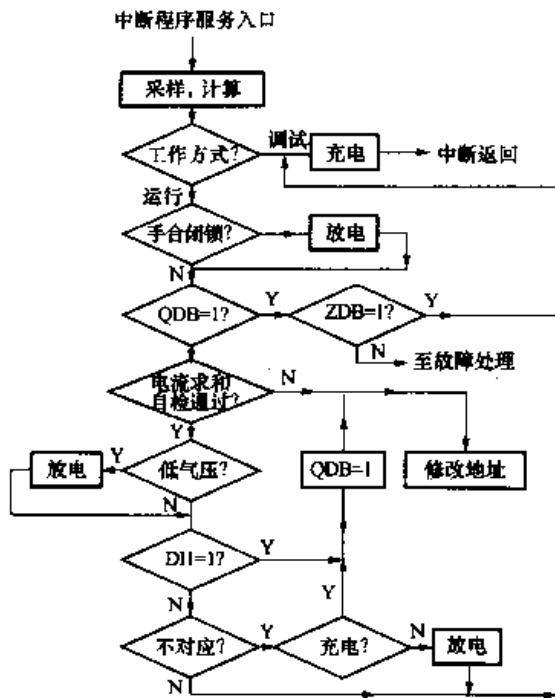 中断程序服务入口
采样,计算
工作方式?
调试
充电
中断返回
运行
手合闭锁?
放电
N
QDB=1?
Y
ZDB=1?
Y
N
至故障处理
电流求和
自检通过?
N
Y
放电
Y
低气压?
QDB=1
修改地址
N
DI1=1?
Y
Y
N
不对应?
Y
充电?
N
放电
N